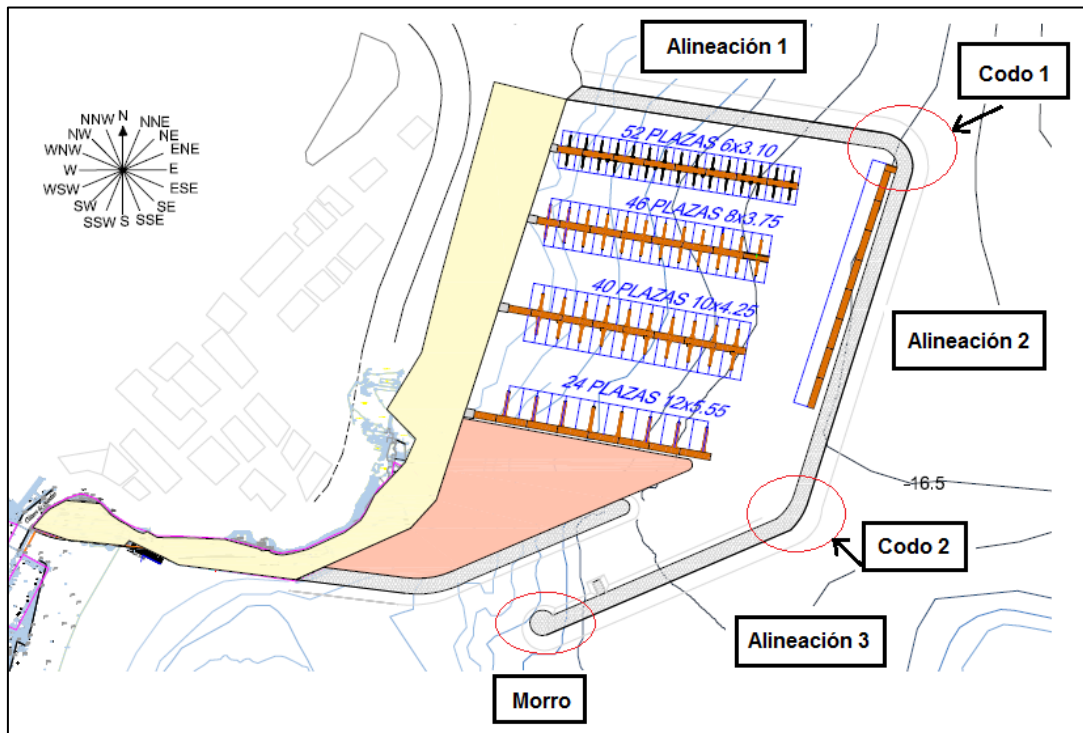 Alineación 1
Codo 1
N
NNW
NNE
NW
NE
WNW
ENE
W
E
WSW
ESE
SW
SE
SSW
S
SSE
52 PLAZAS 6x3.10
46 PLAZAS 8x3.75
40 PLAZAS 10x4.25
24 PLAZAS 12x5.55
Alineación 2
-16.5
Codo 2
Alineación 3
Morro